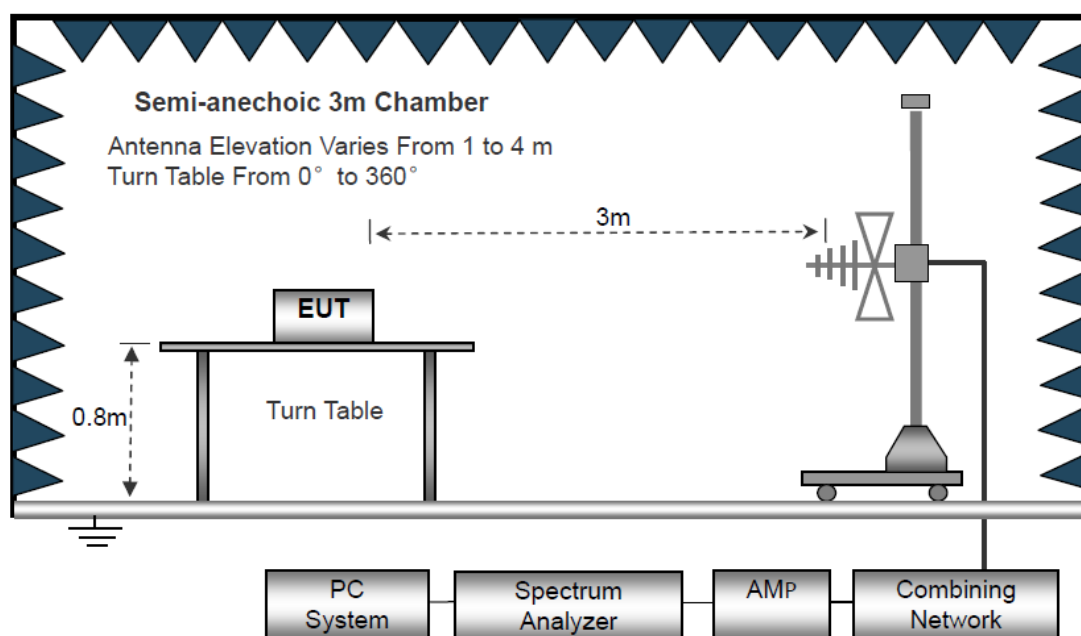 Semi-anechoic 3m Chamber
Antenna Elevation Varies From 1 to 4 m
Turn Table From 0° to 360°
3m
EUT
0.8m
Turn Table
PC
System
Spectrum
Analyzer
AMP
Combining
Network